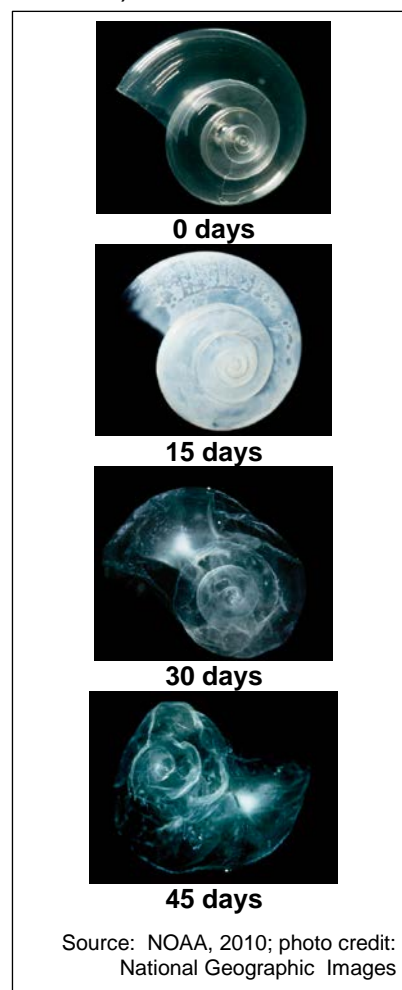 0 days
15 days
30 days
45 days
Source: NOAA, 2010; photo credit:
National Geographic Images